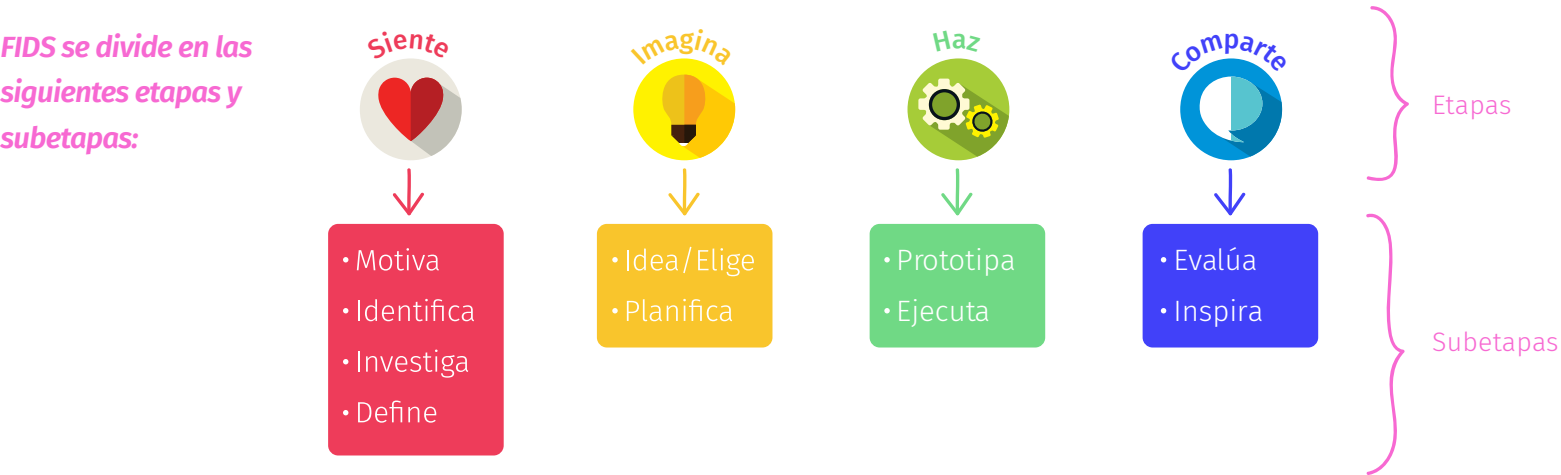 FIDS se divide en las
siguientes etapas y
subetapas:
Siente
Imagina
Haz
Comparte
Etapas
• Motiva
• Identifica
• Investiga
• Define
• Idea/Elige
• Planifica
• Prototipa
• Ejecuta
• Evalúa
• Inspira
Subetapas